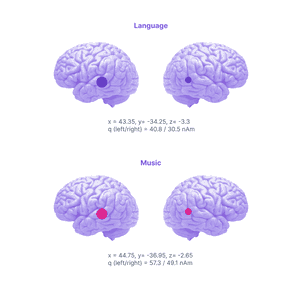 Language
x = 43.35, y= -34.25, z= -3.3
q (left/right) = 40.8 / 30.5 nAm
Music
x = 44.75, y= -36.95, z= -2.65
q (left/right) = 57.3 / 49.1 nAm